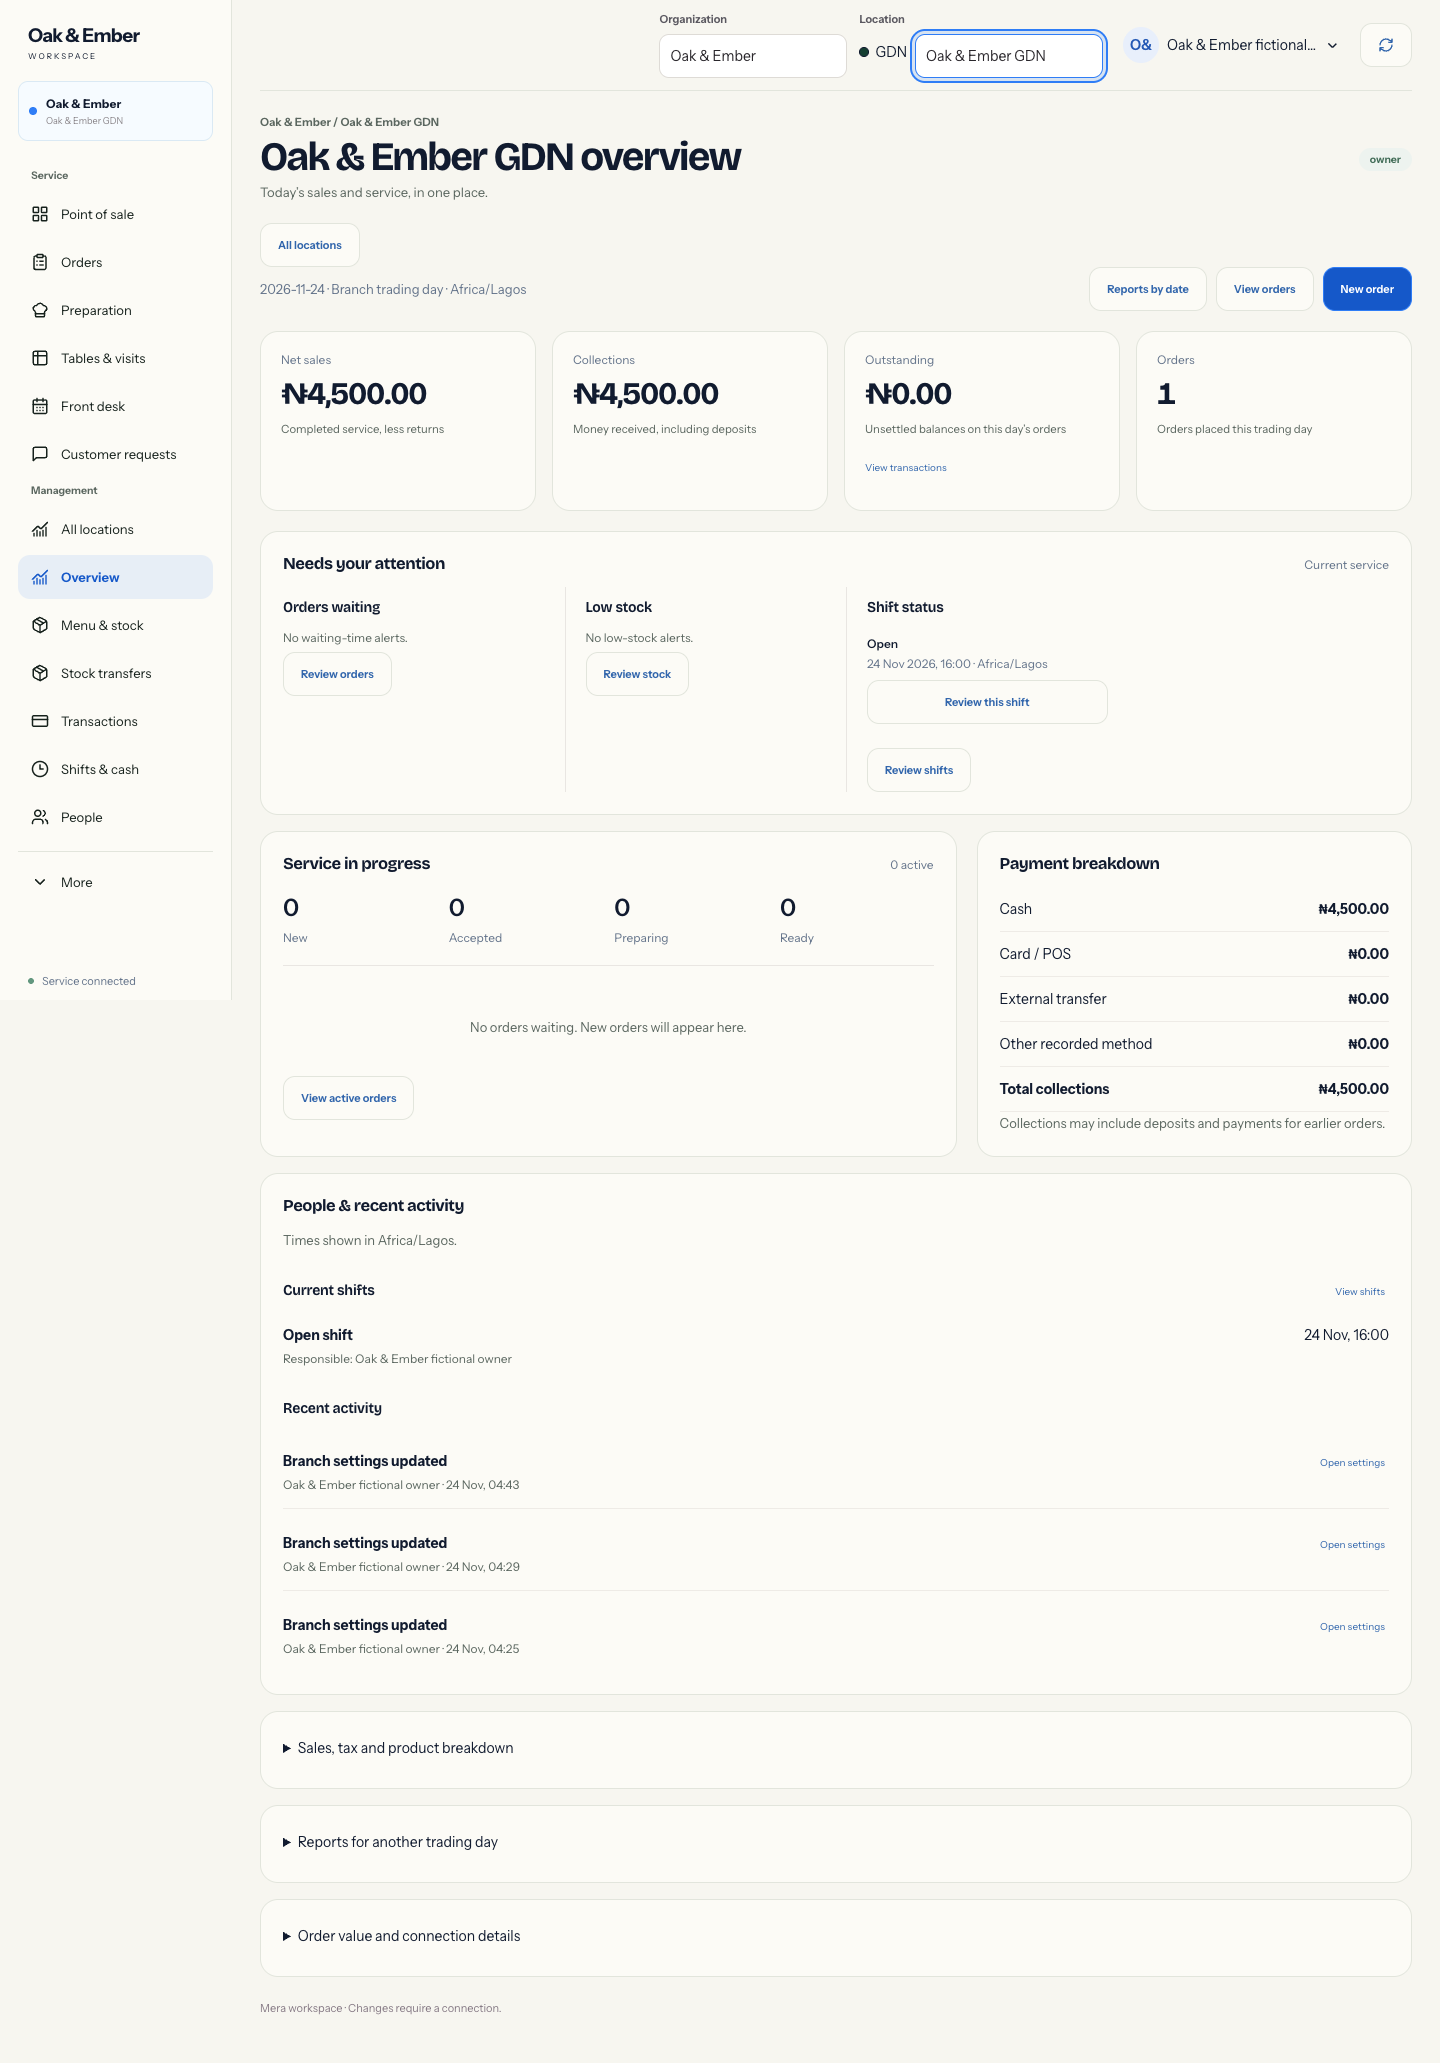 Oak & Ember
WORKSPACE
Oak & Ember
Oak & Ember GDN
Service
Point of sale
Orders
Preparation
Tables & visits
Front desk
Customer requests
Management
All locations
Overview
Menu & stock
Stock transfers
Transactions
Shifts & cash
People
More
Service connected
Organization
Oak & Ember
Location
GDN
Oak & Ember GDN
O&
Oak & Ember fictional...
Oak & Ember / Oak & Ember GDN
Oak & Ember GDN overview
owner
Today's sales and service, in one place.
All locations
2026-11-24 · Branch trading day · Africa/Lagos
Reports by date
View orders
New order
Net sales
₦4,500.00
Completed service, less returns
Collections
₦4,500.00
Money received, including deposits
Outstanding
₦0.00
Unsettled balances on this day's orders
View transactions
Orders
1
Orders placed this trading day
Needs your attention
Current service
Orders waiting
No waiting-time alerts.
Review orders
Low stock
No low-stock alerts.
Review stock
Shift status
Open
24 Nov 2026, 16:00 · Africa/Lagos
Review this shift
Review shifts
Service in progress
0 active
0
New
0
Accepted
0
Preparing
0
Ready
No orders waiting. New orders will appear here.
View active orders
Payment breakdown
Cash ₦4,500.00
Card / POS ₦0.00
External transfer ₦0.00
Other recorded method ₦0.00
Total collections ₦4,500.00
Collections may include deposits and payments for earlier orders.
People & recent activity
Times shown in Africa/Lagos.
Current shifts
View shifts
Open shift
24 Nov, 16:00
Responsible: Oak & Ember fictional owner
Recent activity
Branch settings updated
Open settings
Oak & Ember fictional owner · 24 Nov, 04:43
Branch settings updated
Open settings
Oak & Ember fictional owner · 24 Nov, 04:29
Branch settings updated
Open settings
Oak & Ember fictional owner · 24 Nov, 04:25
Sales, tax and product breakdown
Reports for another trading day
Order value and connection details
Mera workspace · Changes require a connection.